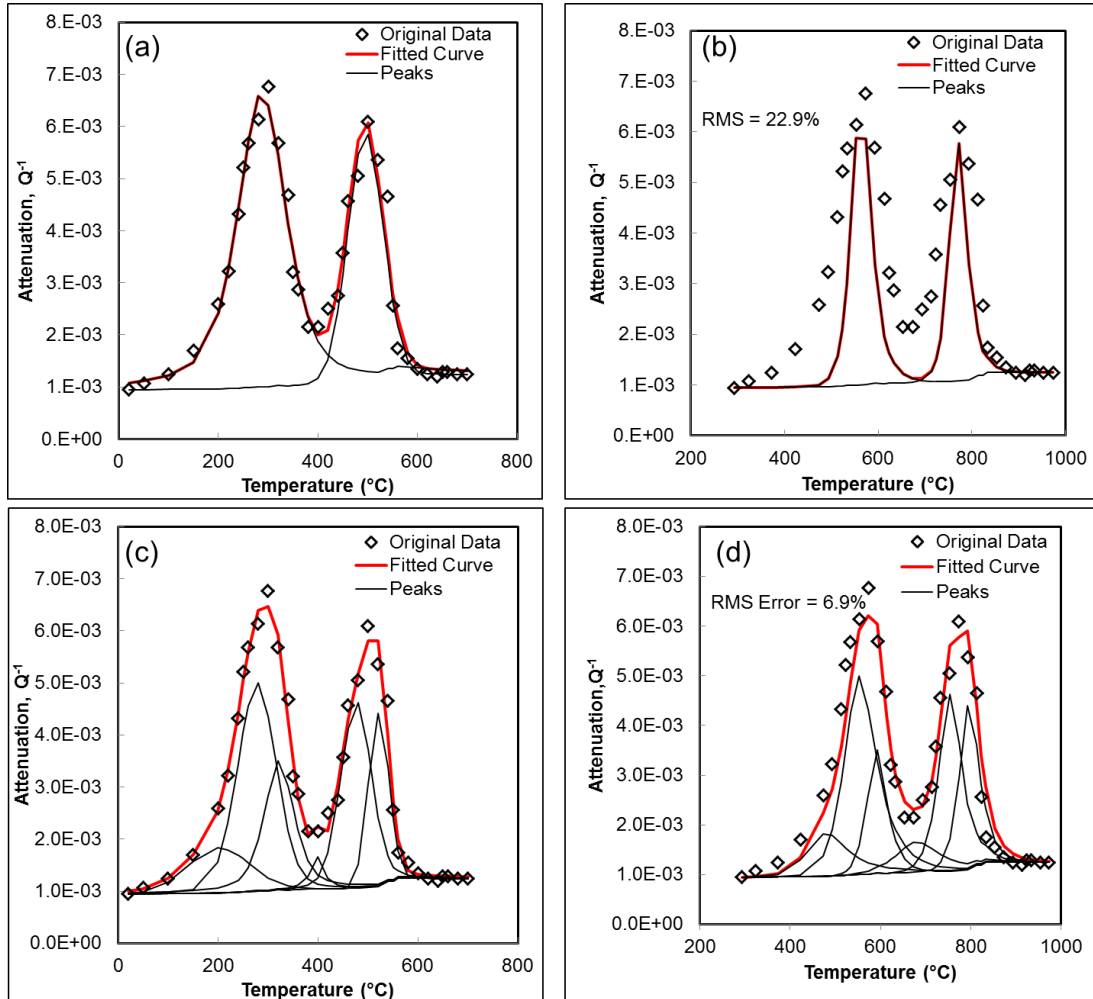 (a)
8.E-03
7.E-03
6.E-03
5.E-03
4.E-03
3.E-03
2.E-03
1.E-03
0.E+00
Attenuation, Q-1
0 200 400 600 800
Temperature (°C)
Original Data
Fitted Curve
Peaks
(b)
8.E-03
7.E-03
6.E-03
5.E-03
4.E-03
3.E-03
2.E-03
1.E-03
0.E+00
Attenuation, Q-1
200 400 600 800 1000
Temperature (°C)
Original Data
Fitted Curve
Peaks
RMS = 22.9%
(c)
8.0E-03
7.0E-03
6.0E-03
5.0E-03
4.0E-03
3.0E-03
2.0E-03
1.0E-03
0.0E+00
Attenuation, Q-1
0 200 400 600 800
Temperature (°C)
Original Data
Fitted Curve
Peaks
(d)
8.0E-03
7.0E-03
6.0E-03
5.0E-03
4.0E-03
3.0E-03
2.0E-03
1.0E-03
0.0E+00
Attenuation,Q-1
200 400 600 800 1000
Temperature (°C)
Original Data
Fitted Curve
Peaks
RMS Error = 6.9%